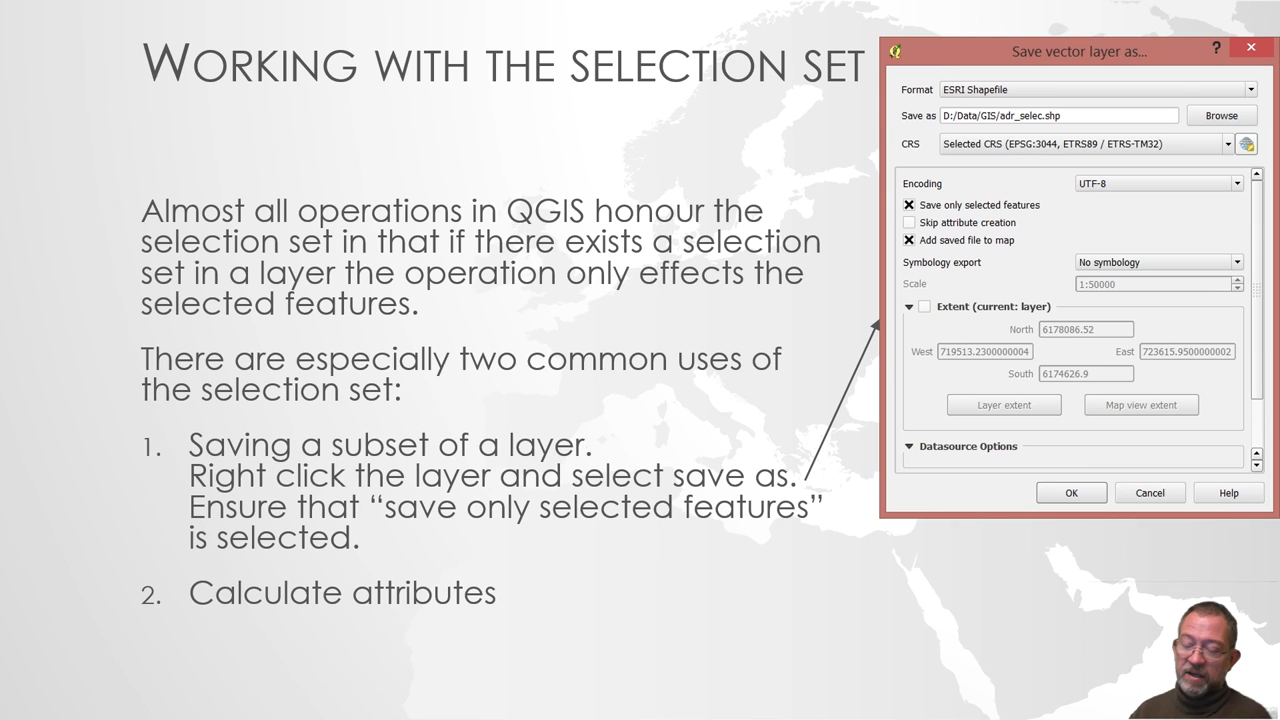 WORKING WITH THE SELECTION SET
Almost all operations in QGIS honour the
selection set in that if there exists a selection
set in a layer the operation only effects the
selected features.
There are especially two common uses of
the selection set:
1. Saving a subset of a layer.
Right click the layer and select save as.
Ensure that “save only selected features”
is selected.
2. Calculate attributes
Save vector layer as...
?
Format ESRI Shapefile
Save as D:/Data/GIS/adr_selec.shp Browse
CRS Selected CRS (EPSG:3044, ETRS89 / ETRS-TM32)
Encoding UTF-8
Save only selected features
Skip attribute creation
Add saved file to map
Symbology export No symbology
Scale 1:50000
Extent (current: layer)
North 6178086.52
West 719513.2300000004 East 723615.9500000002
South 6174626.9
Layer extent Map view extent
Datasource Options
OK Cancel Help